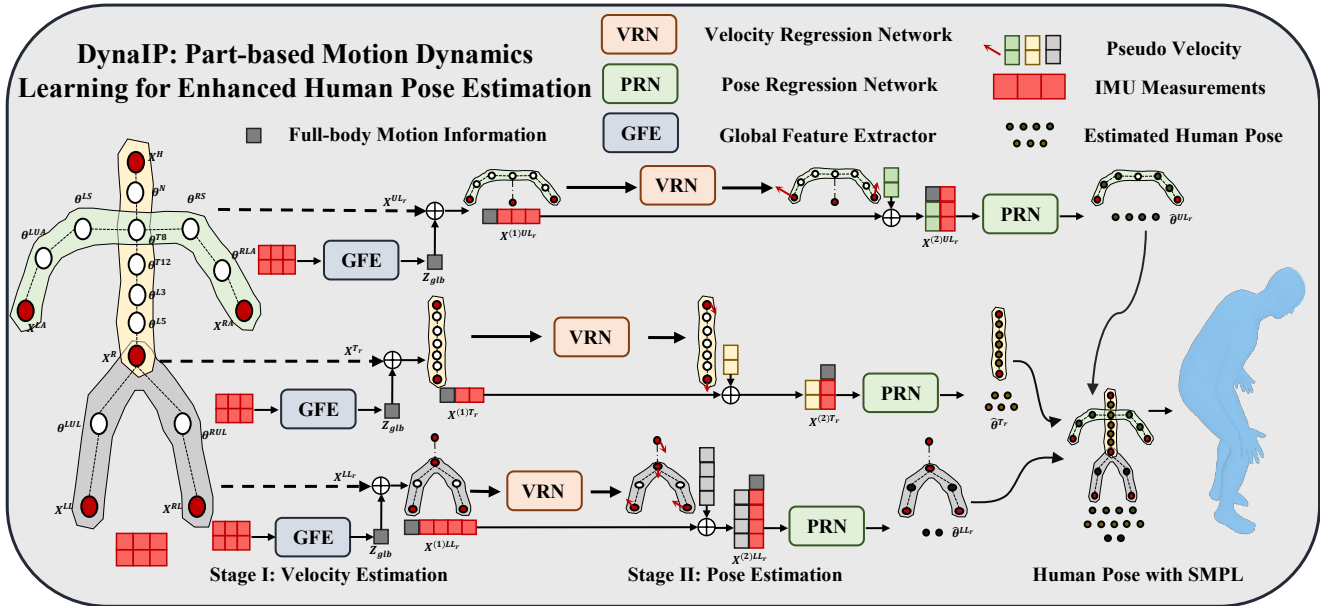 DynaIP: Part-based Motion Dynamics
Learning for Enhanced Human Pose Estimation
VRN Velocity Regression Network
PRN Pose Regression Network
GFE Global Feature Extractor
Pseudo Velocity
IMU Measurements
Estimated Human Pose
Full-body Motion Information
X^H
θ^N
θ^LS
θ^RS
θ^LUA
θ^T8
θ^RLA
θ^T12
θ^L3
θ^L5
X^LA
X^RA
X^R
θ^LUL
θ^RUL
X^LL
X^RL
X^{UL_r}
GFE
Z_glb
X^{(1)UL_r}
VRN
X^{(2)UL_r}
PRN
θ̂^{UL_r}
X^{T_r}
GFE
Z_glb
X^{(1)T_r}
VRN
X^{(2)T_r}
PRN
θ̂^{T_r}
X^{LL_r}
GFE
Z_glb
X^{(1)LL_r}
VRN
X^{(2)LL_r}
PRN
θ̂^{LL_r}
Stage I: Velocity Estimation
Stage II: Pose Estimation
Human Pose with SMPL